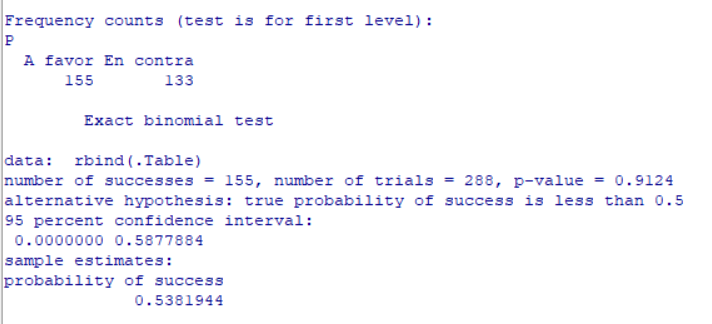 Frequency counts (test is for first level):
P
A favor En contra
155 133
Exact binomial test
data: rbind(.Table)
number of successes = 155, number of trials = 288, p-value = 0.9124
alternative hypothesis: true probability of success is less than 0.5
95 percent confidence interval:
0.0000000 0.5877884
sample estimates:
probability of success
0.5381944